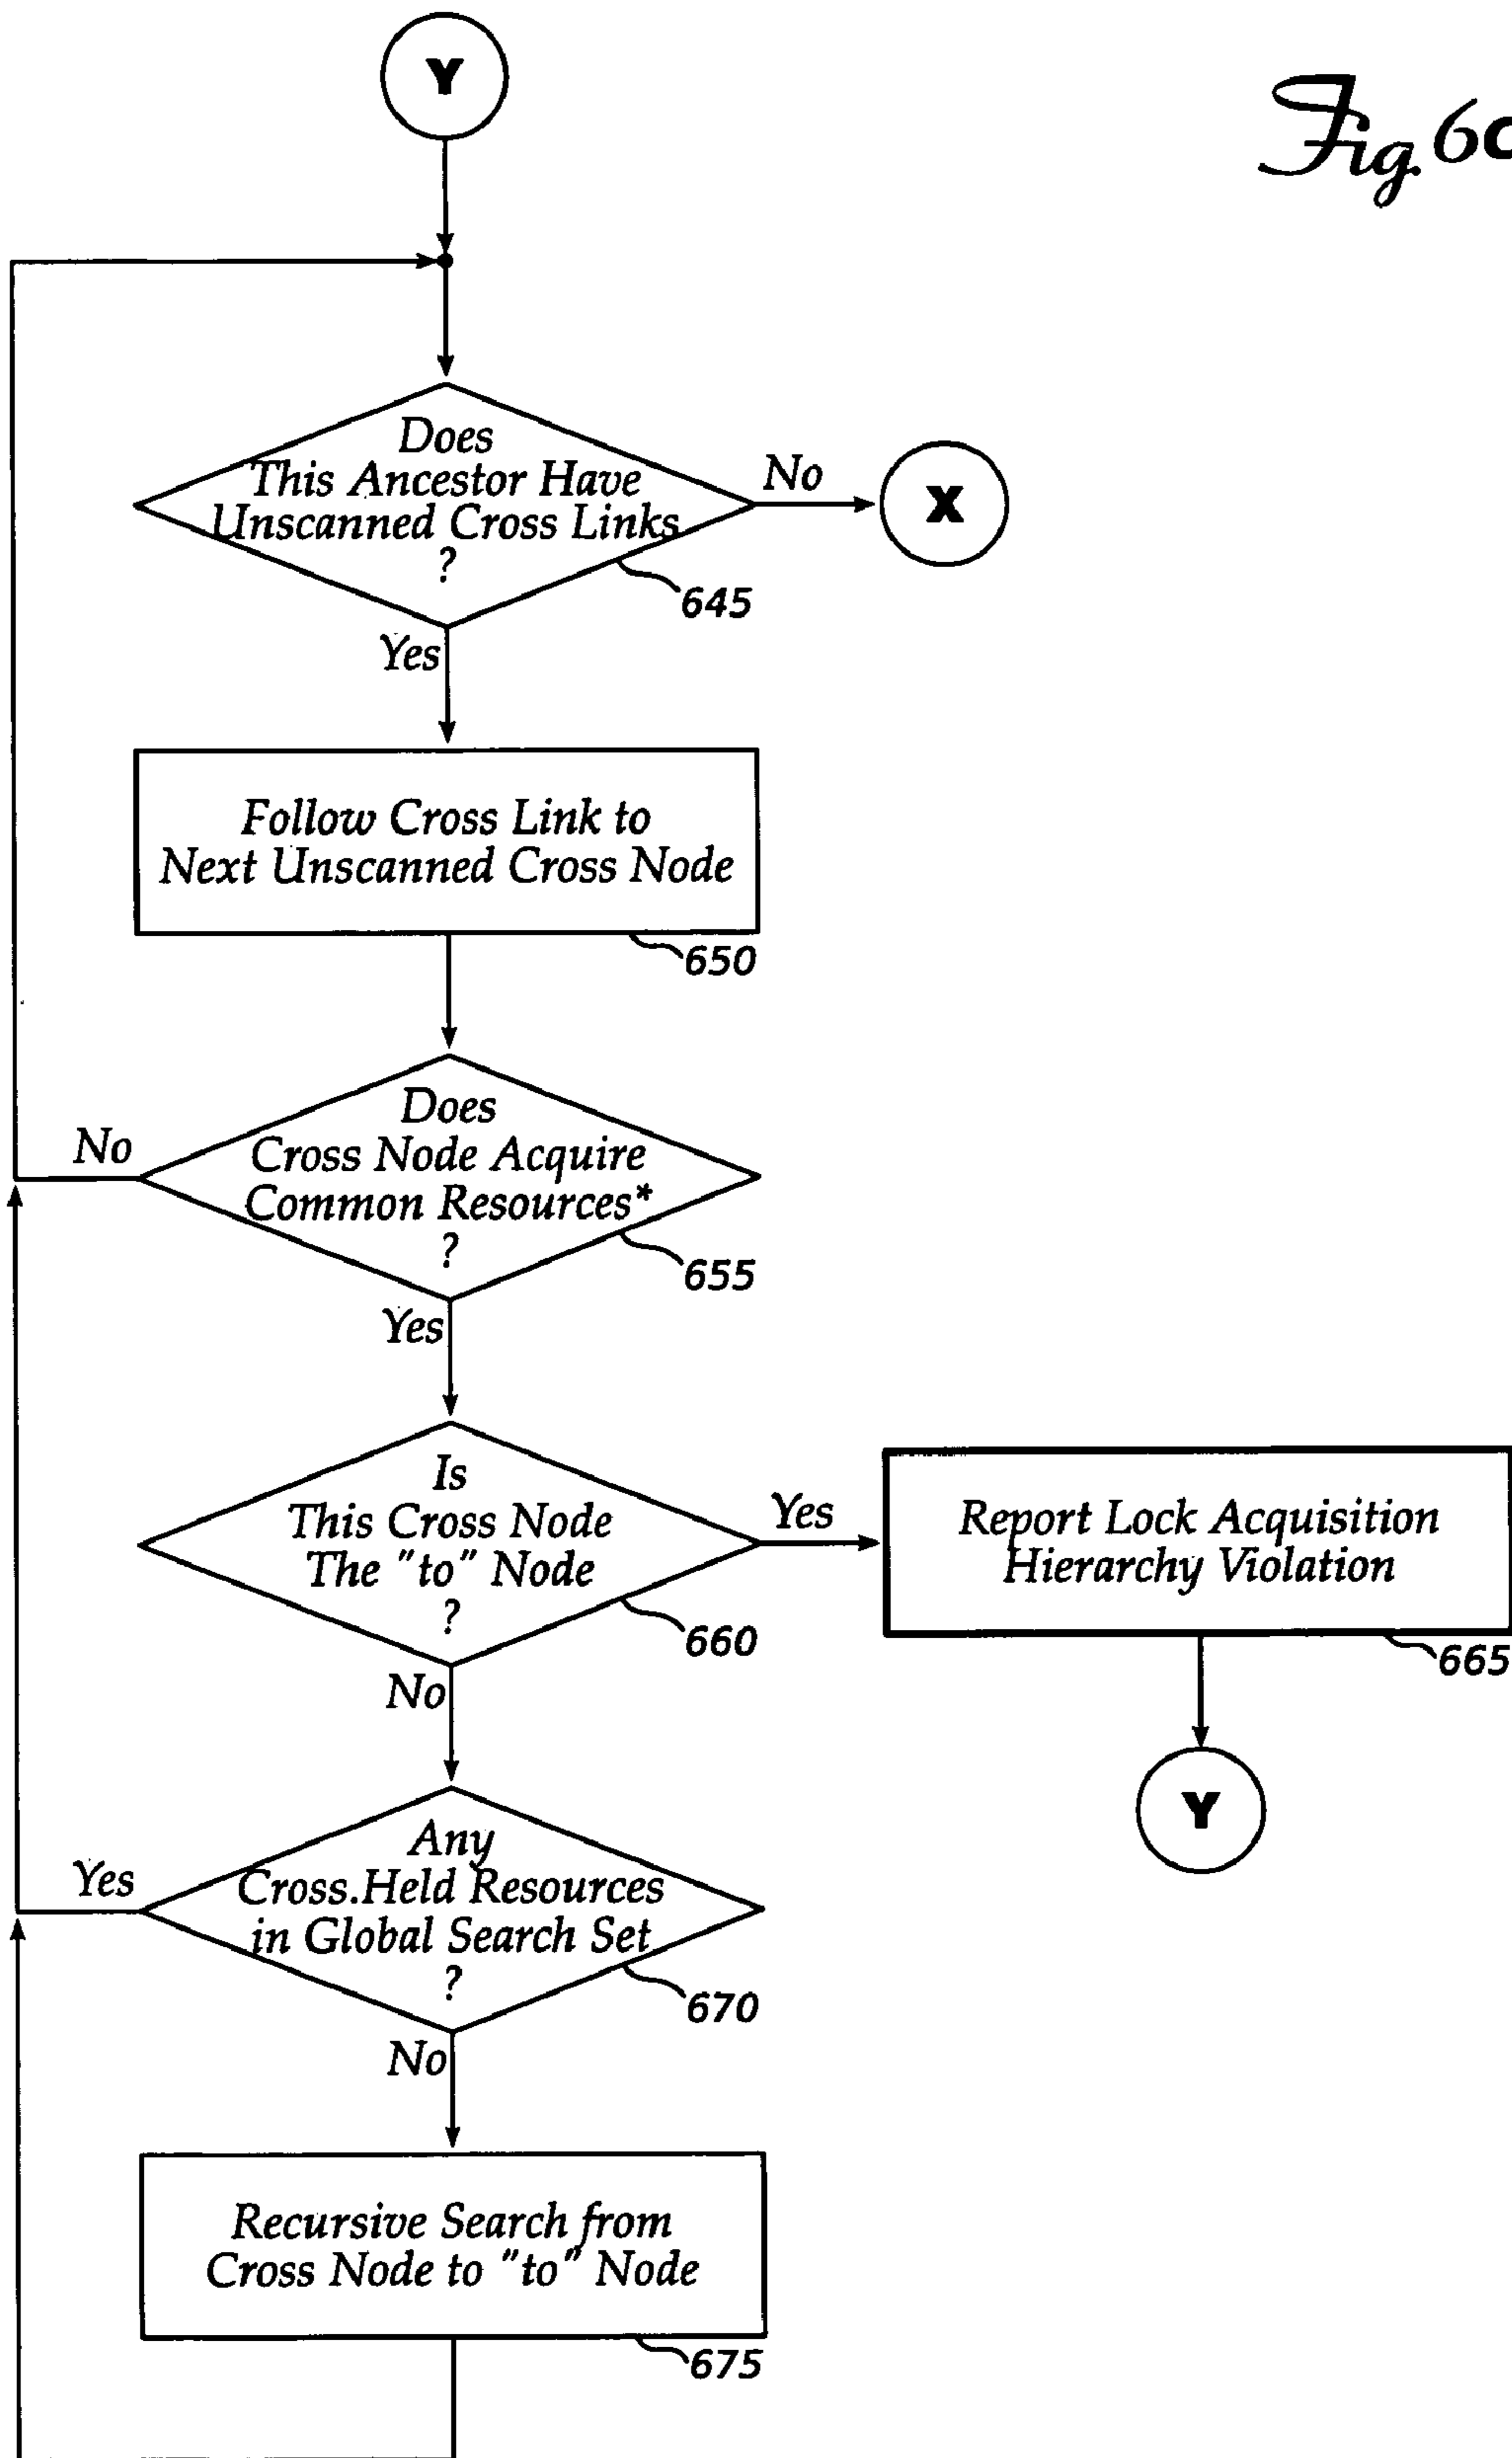 Y
Fig. 6c
Does
This Ancestor Have
Unscanned Cross Links
?
No
X
645
Yes
Follow Cross Link to
Next Unscanned Cross Node
650
Does
Cross Node Acquire
Common Resources*
?
No
655
Yes
Is
This Cross Node
The "to" Node
?
Yes
660
Report Lock Acquisition
Hierarchy Violation
665
No
Y
Any
Cross.Held Resources
in Global Search Set
?
Yes
670
No
Recursive Search from
Cross Node to "to" Node
675